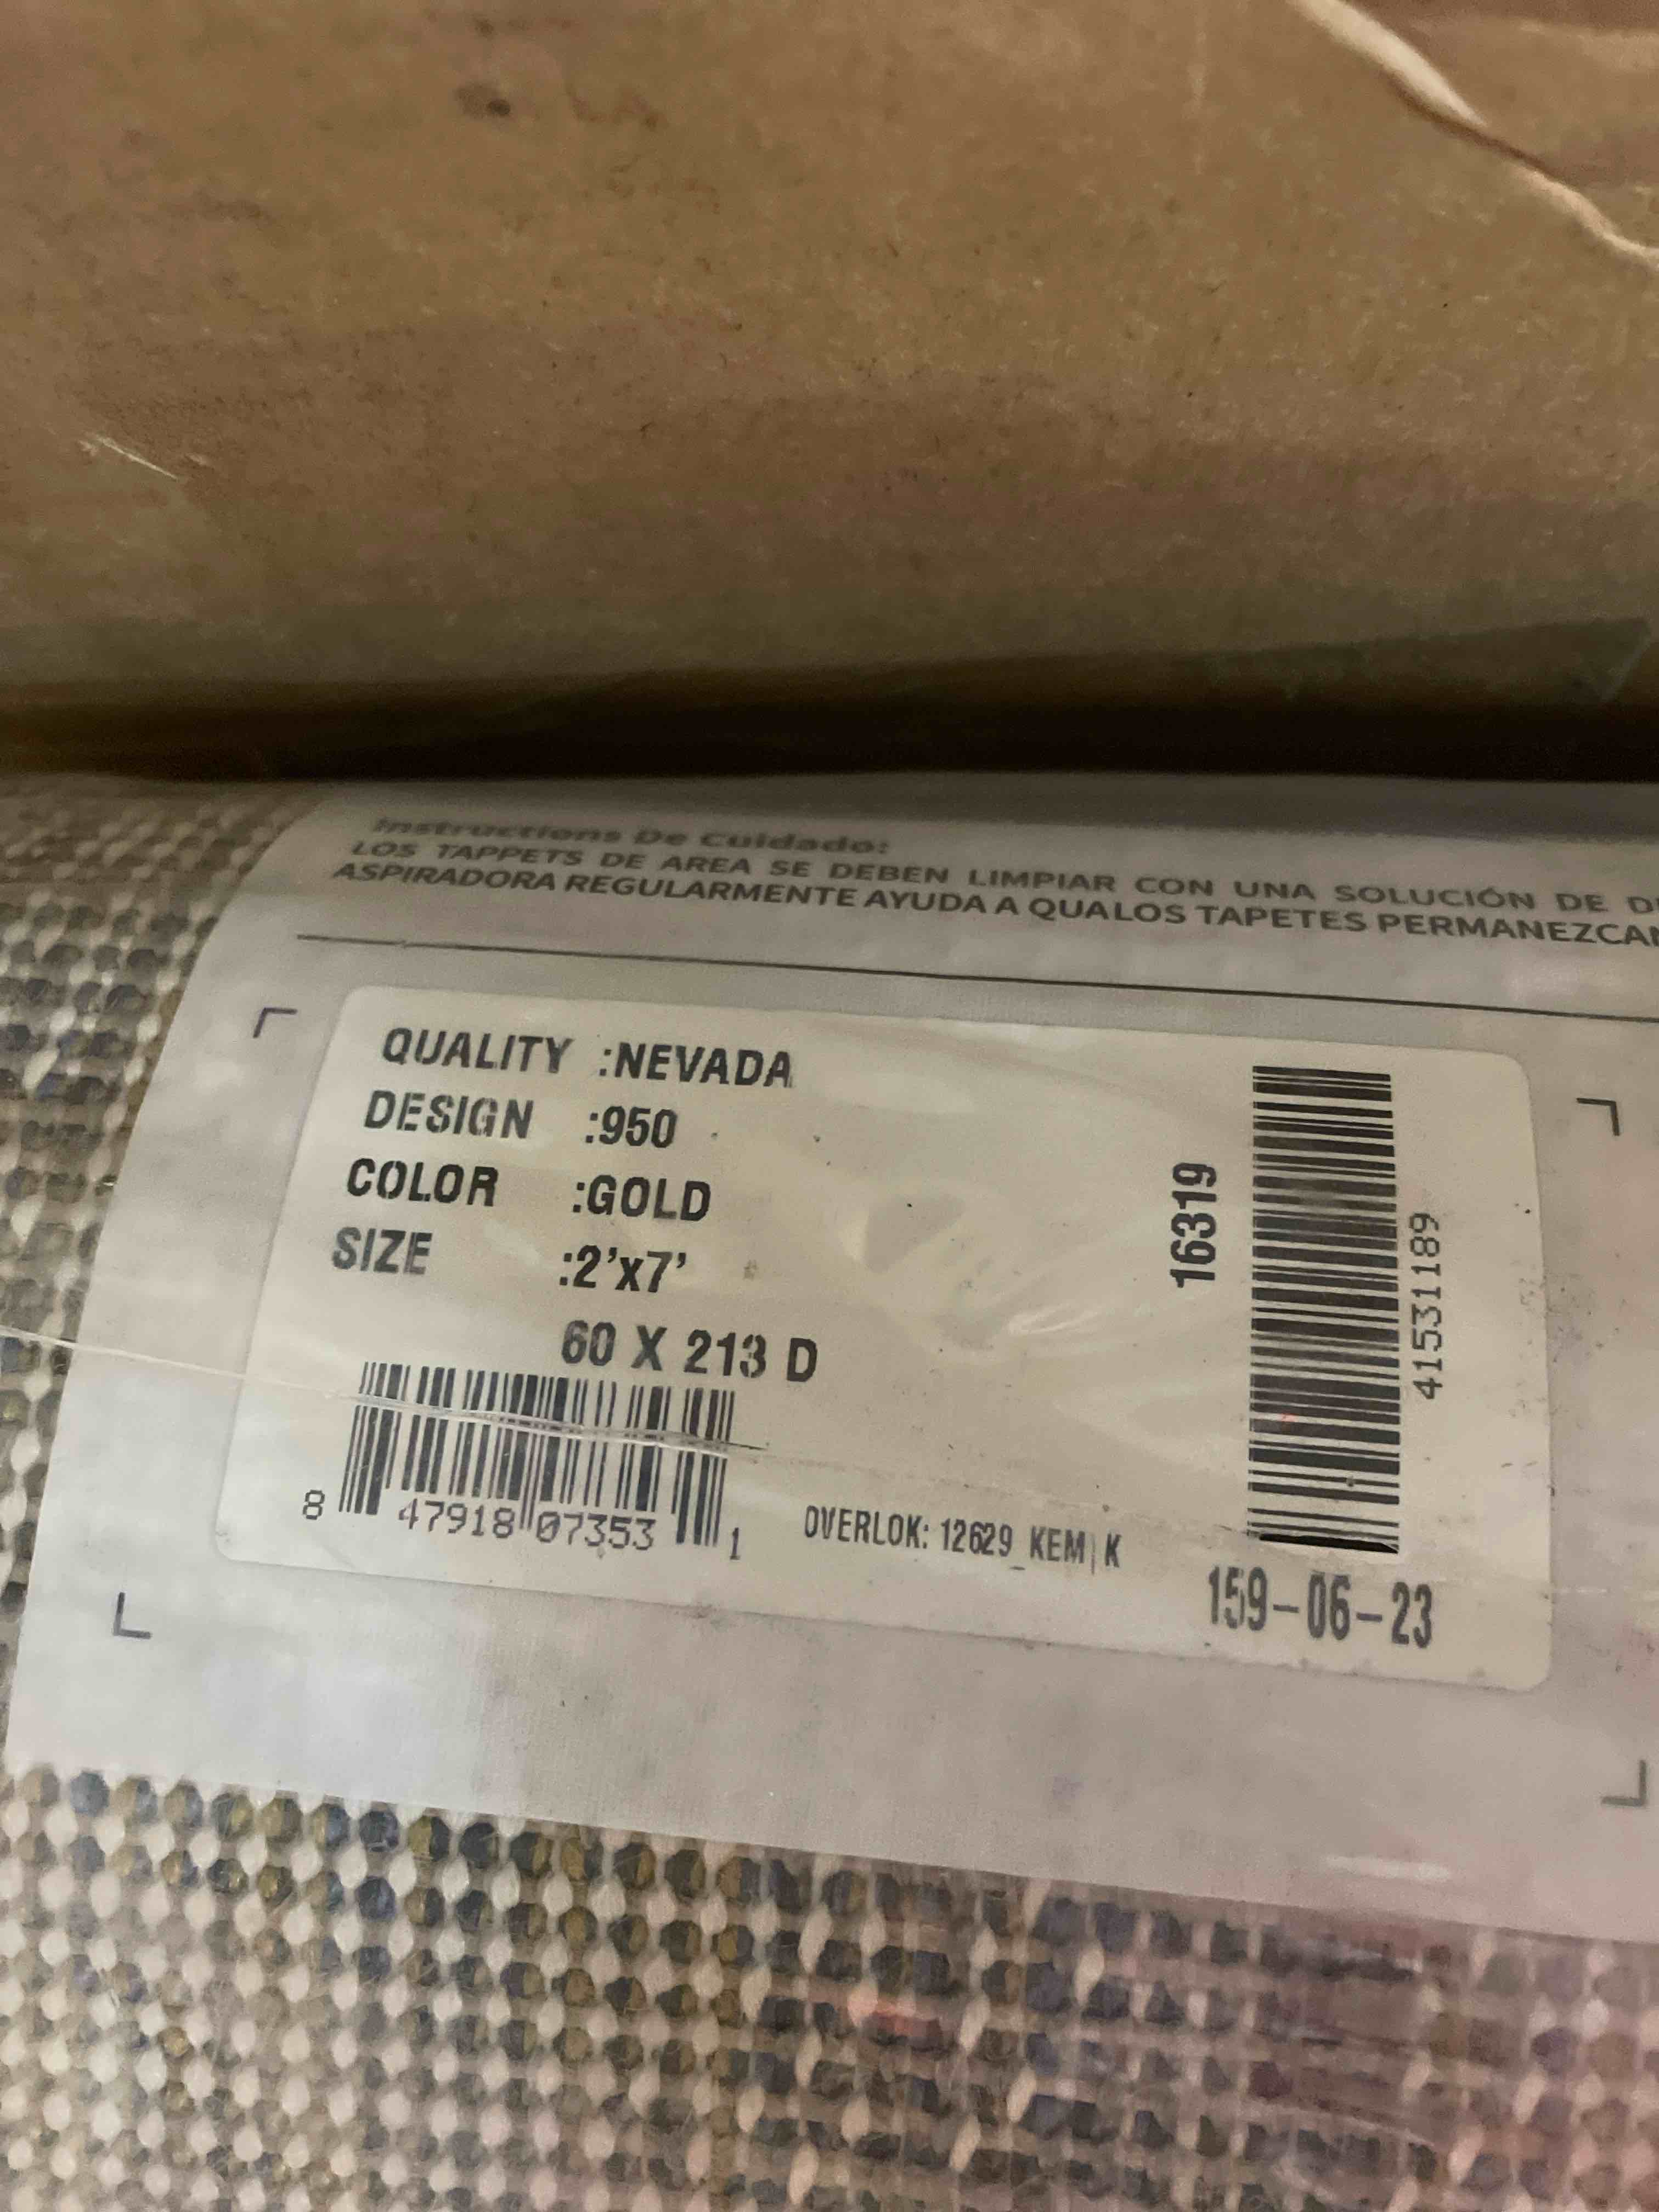 Instructions De Cuidado:
LOS TAPPETS DE AREA SE DEBEN LIMPIAR CON UNA SOLUCIÓN DE
ASPIRADORA REGULARMENTE AYUDA A QUALOS TAPETES PERMANEZCAN
QUALITY :NEVADA
DESIGN :950
COLOR :GOLD
SIZE :2'x7'
60 X 213 D
8 47918 07353 1
OVERLOK: 12629_KEM|K
16319
415311189
159-06-23